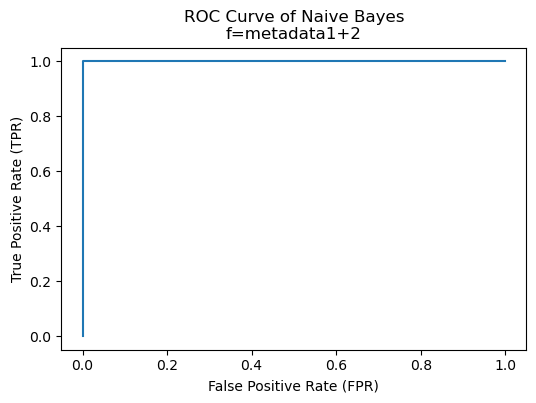 ROC Curve of Naive Bayes
f=metadata1+2
True Positive Rate (TPR)
1.0
0.8
0.6
0.4
0.2
0.0
0.0 0.2 0.4 0.6 0.8 1.0
False Positive Rate (FPR)